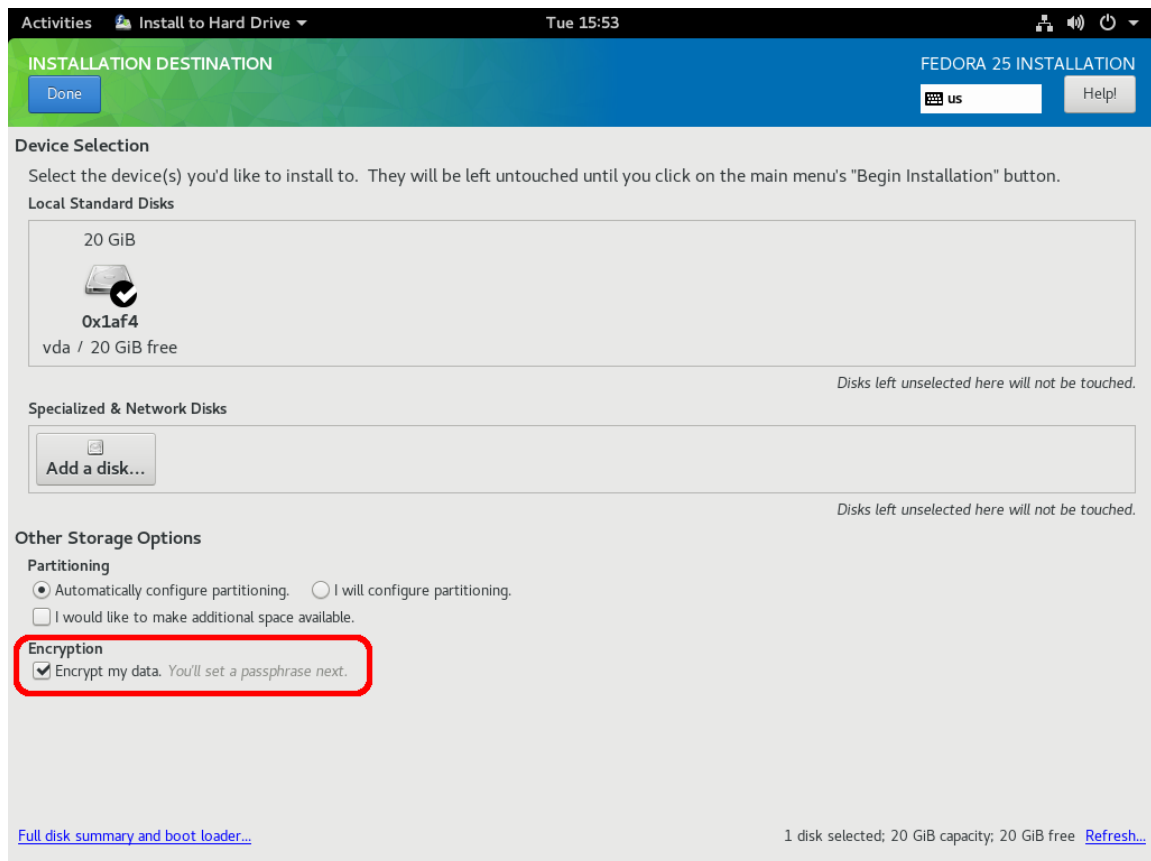 Activities Install to Hard Drive Tue 15:53
INSTALLATION DESTINATION FEDORA 25 INSTALLATION
Done us Help!
Device Selection
Select the device(s) you'd like to install to. They will be left untouched until you click on the main menu's "Begin Installation" button.
Local Standard Disks
20 GiB
0x1af4
vda / 20 GiB free
Disks left unselected here will not be touched.
Specialized & Network Disks
Add a disk...
Disks left unselected here will not be touched.
Other Storage Options
Partitioning
Automatically configure partitioning. I will configure partitioning.
I would like to make additional space available.
Encryption
Encrypt my data. You'll set a passphrase next.
Full disk summary and boot loader... 1 disk selected; 20 GiB capacity; 20 GiB free Refresh...